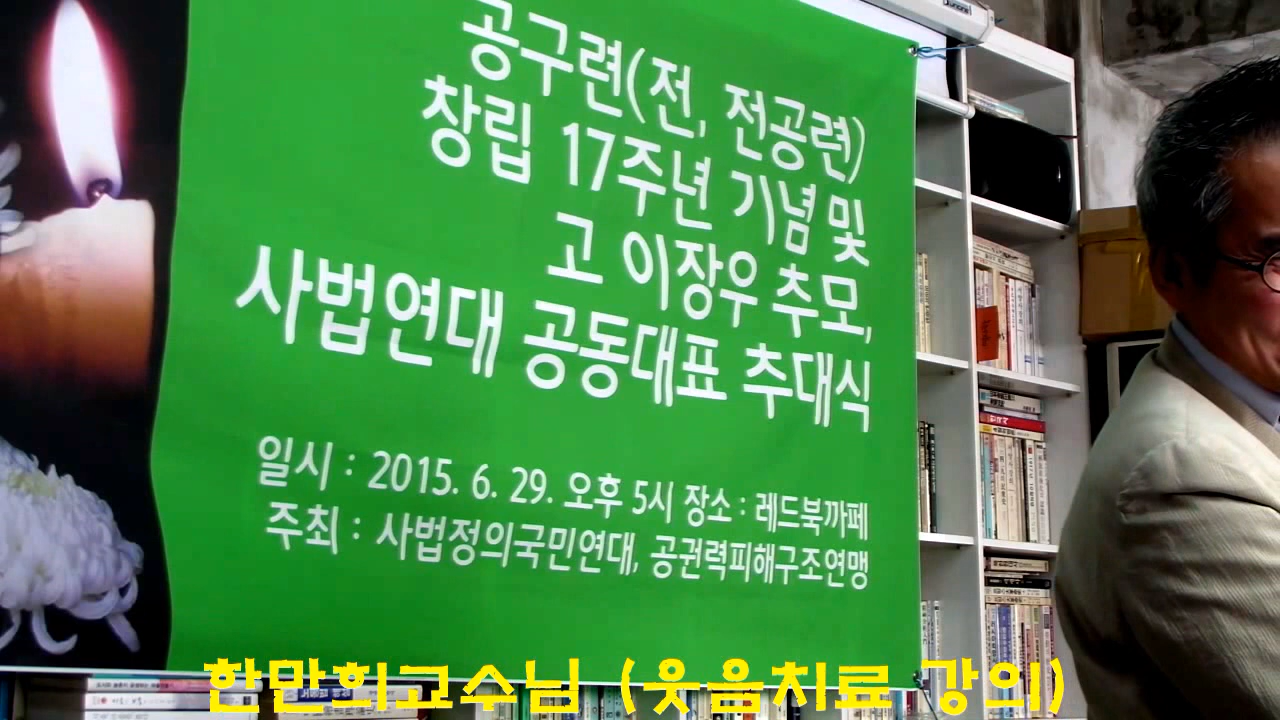 공구련(전, 전공련)
창립 17주년 기념 및
고 이장우 추모,
사법연대 공동대표 추대식
일시 : 2015. 6. 29. 오후 5시 장소 : 레드북까페
주최 : 사법정의국민연대, 공권력피해구조연맹
한만희교수님 (웃음치료 강의)